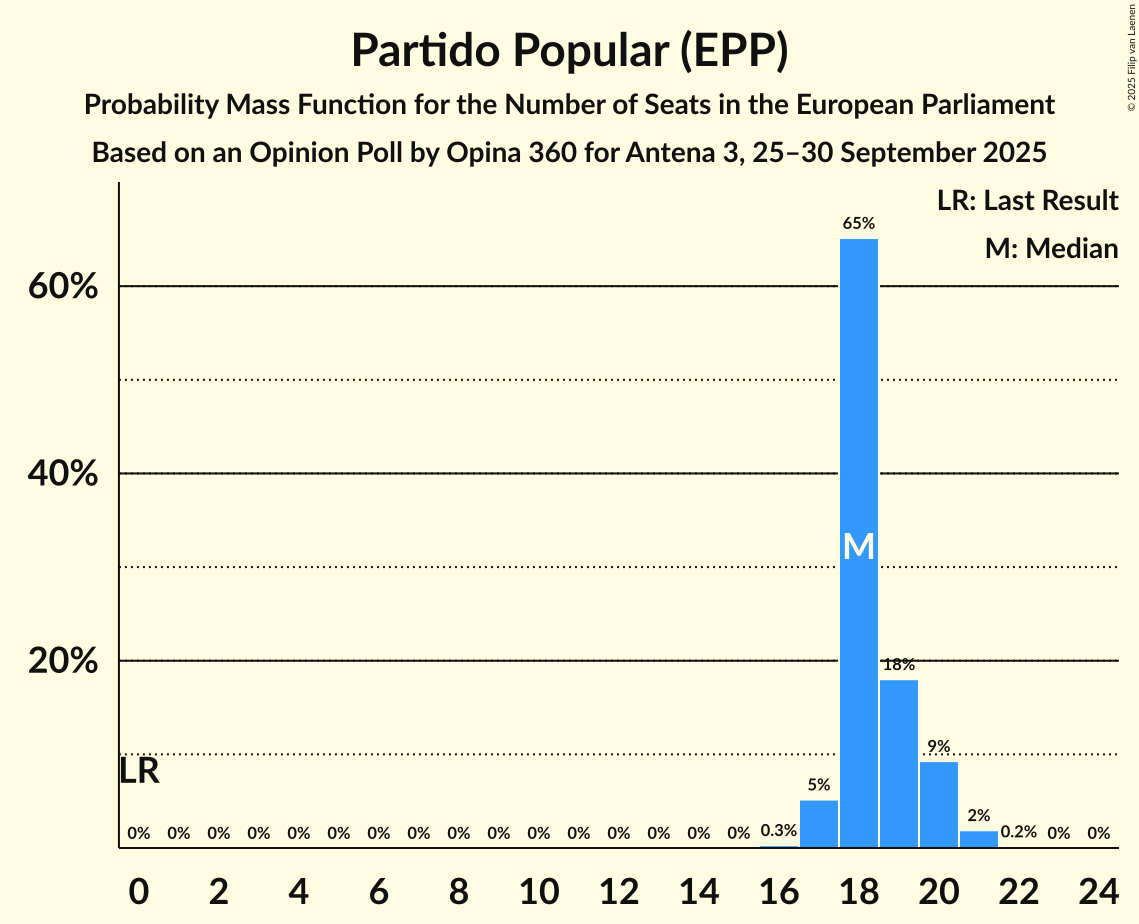 Partido Popular (EPP)
Probability Mass Function for the Number of Seats in the European Parliament
Based on an Opinion Poll by Opina 360 for Antena 3, 25–30 September 2025
© 2025 Filip van Laenen
LR: Last Result
M: Median
65%
60%
40%
M
20%
18%
9%
LR
5%
2%
0% 0% 0% 0% 0% 0% 0% 0% 0% 0% 0% 0% 0% 0% 0% 0% 0.3% 0.2% 0% 0%
0 2 4 6 8 10 12 14 16 18 20 22 24